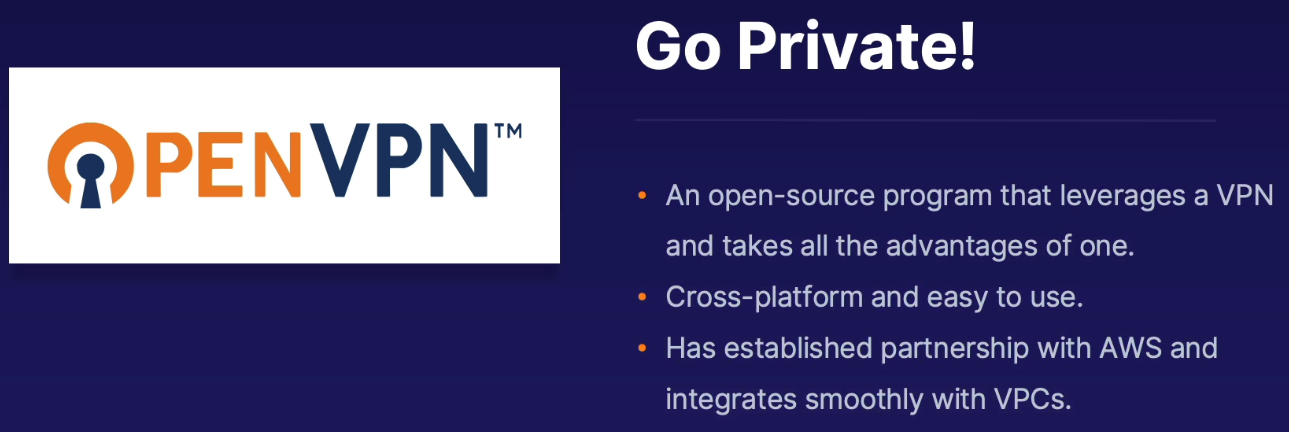 OPENVPN™
Go Private!
• An open-source program that leverages a VPN
and takes all the advantages of one.
• Cross-platform and easy to use.
• Has established partnership with AWS and
integrates smoothly with VPCs.